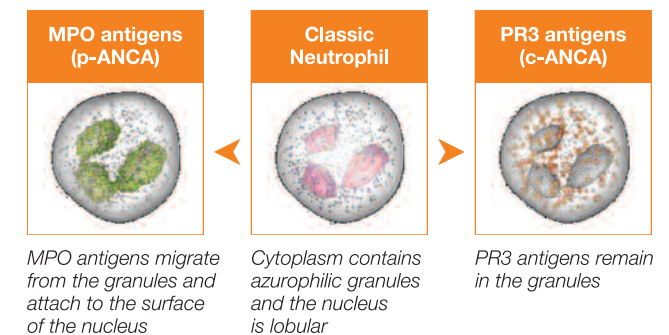 MPO antigens
(p-ANCA)
Classic
Neutrophil
PR3 antigens
(c-ANCA)
MPO antigens migrate
from the granules and
attach to the surface
of the nucleus
Cytoplasm contains
azurophilic granules
and the nucleus
is lobular
PR3 antigens remain
in the granules